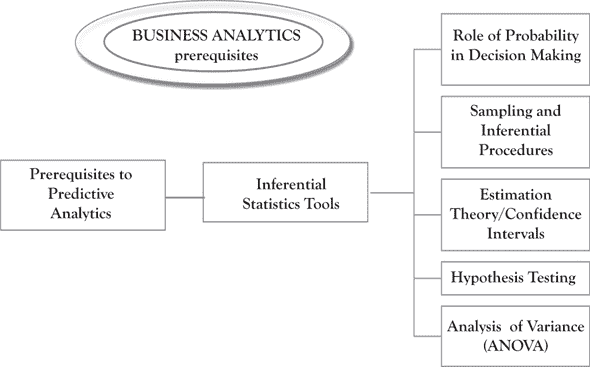 BUSINESS ANALYTICS
prerequisites
Prerequisites to
Predictive
Analytics
Inferential
Statistics Tools
Role of Probability
in Decision Making
Sampling and
Inferential
Procedures
Estimation
Theory/Confidence
Intervals
Hypothesis Testing
Analysis of Variance
(ANOVA)